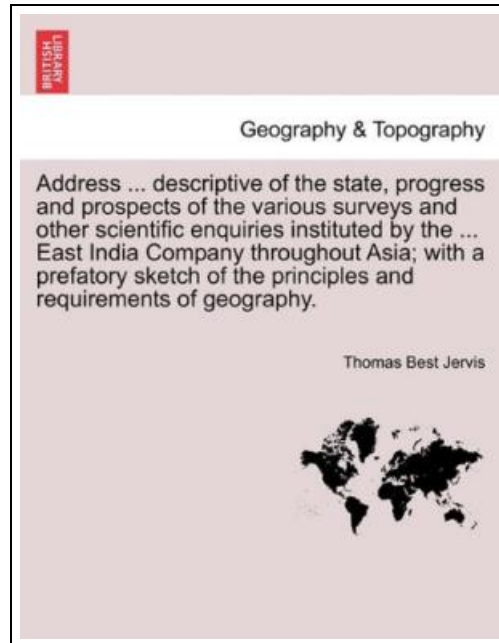 BRITISH
LIBRARY
Geography & Topography
Address ... descriptive of the state, progress
and prospects of the various surveys and
other scientific enquiries instituted by the ...
East India Company throughout Asia; with a
prefatory sketch of the principles and
requirements of geography.
Thomas Best Jervis